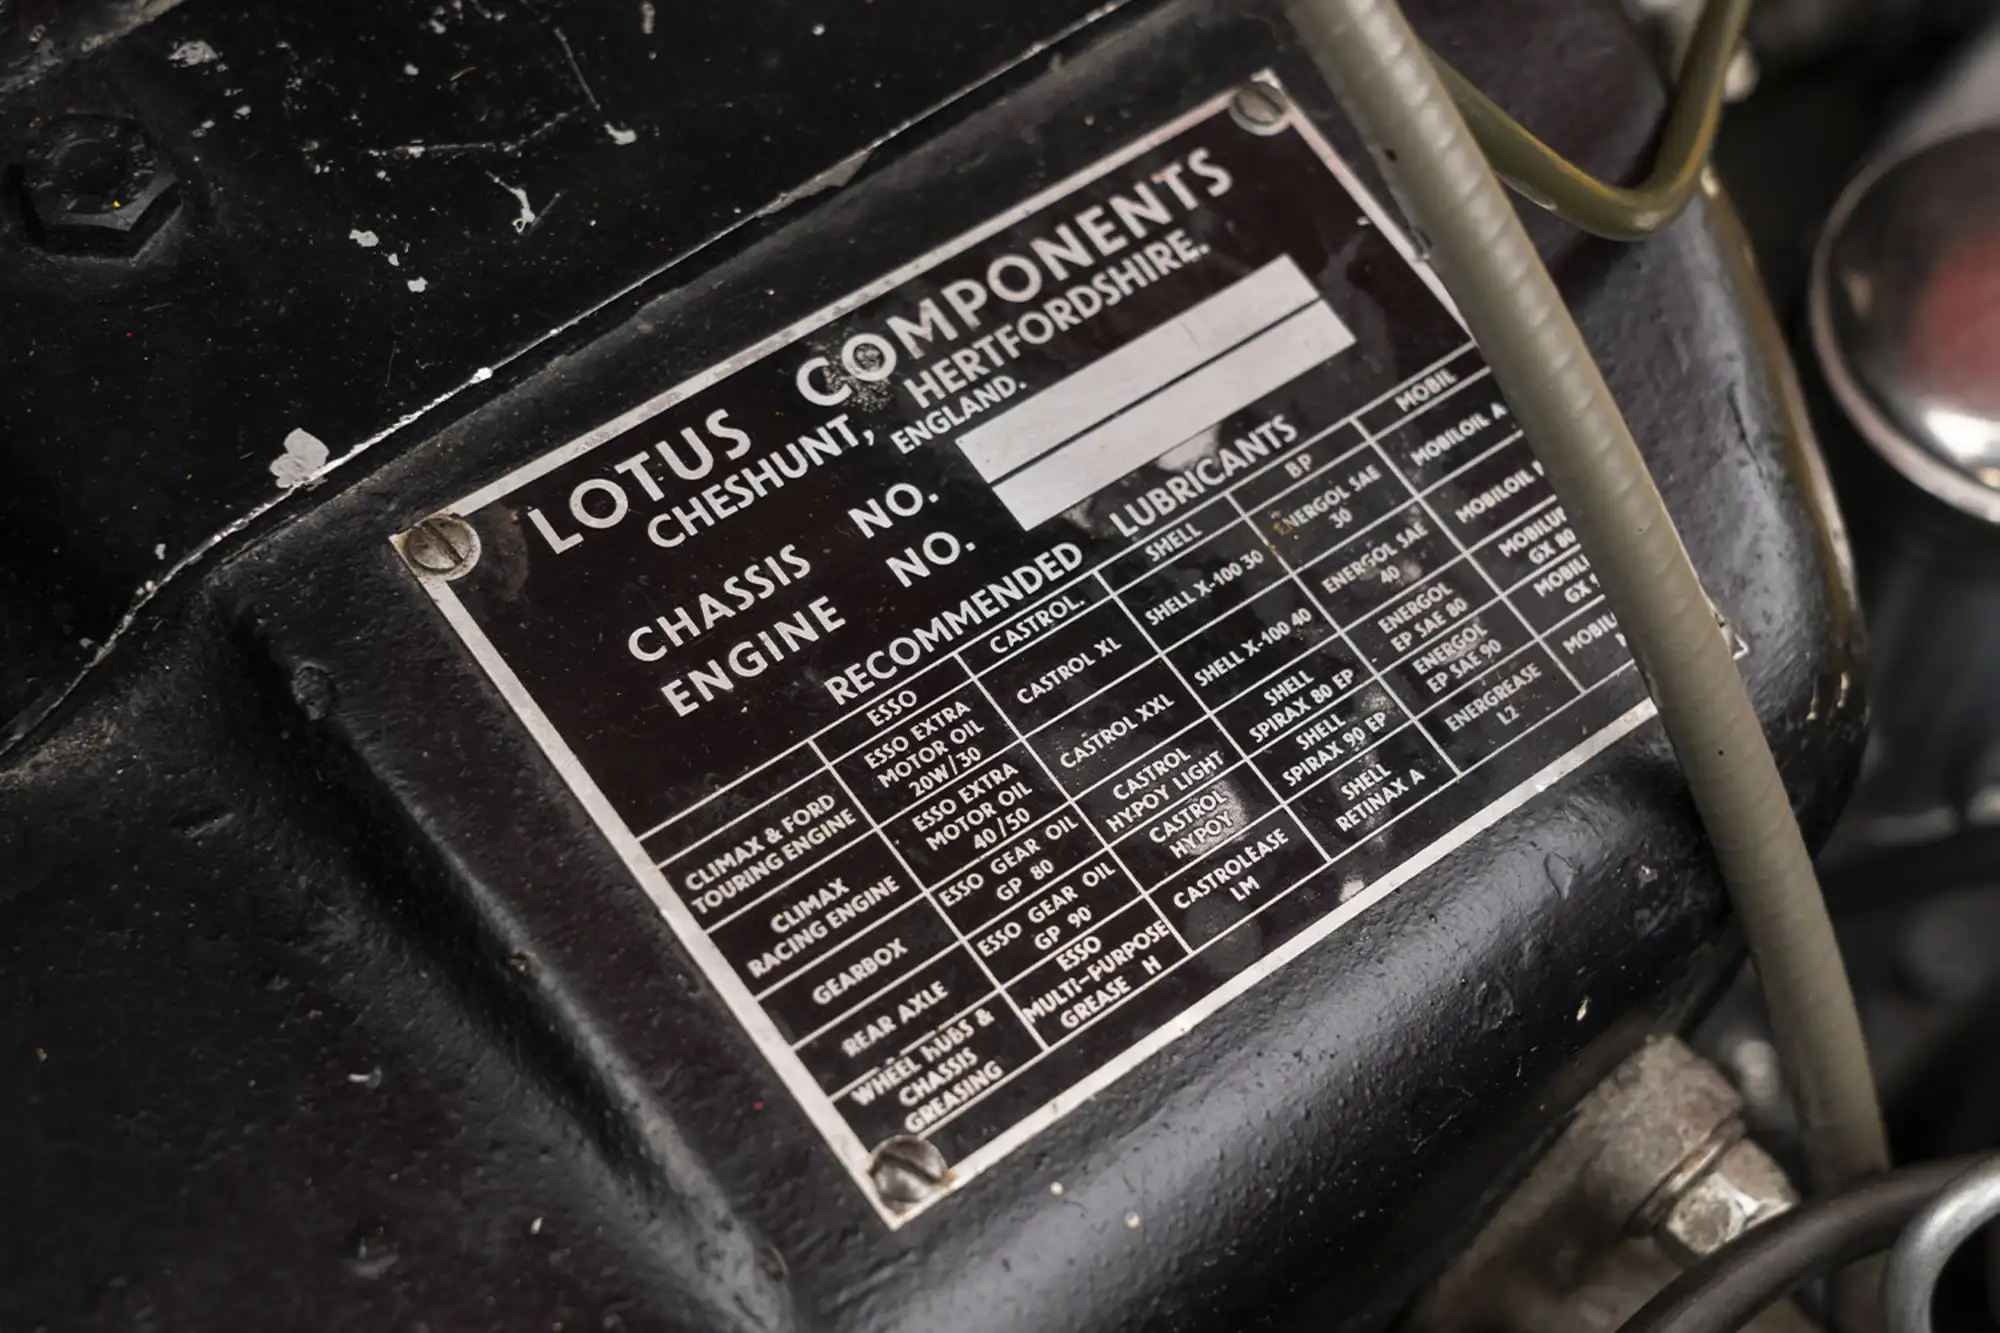 LOTUS COMPONENTS
CHESHUNT, HERTFORDSHIRE.
ENGLAND.
CHASSIS NO.
ENGINE NO.
RECOMMENDED LUBRICANTS
ESSO CASTROL. SHELL BP MOBIL
CLIMAX & FORD
TOURING ENGINE
ESSO EXTRA
MOTOR OIL
20W/30
CASTROL XL
SHELL X-100 30
ENERGOL SAE
30
MOBILOIL A
CLIMAX
RACING ENGINE
ESSO EXTRA
MOTOR OIL
40/50
CASTROL XXL
SHELL X-100 40
ENERGOL SAE
40
MOBILOIL
GEARBOX
ESSO GEAR OIL
GP 80
CASTROL
HYPOY LIGHT
SHELL
SPIRAX 80 EP
ENERGOL
EP SAE 80
GX 80
REAR AXLE
ESSO GEAR OIL
GP 90
CASTROL
HYPOY
SHELL
SPIRAX 90 EP
ENERGOL
EP SAE 90
GX
WHEEL HUBS &
CHASSIS
GREASING
ESSO
MULTI-PURPOSE
GREASE H
CASTROLEASE
LM
SHELL
RETINAX A
ENERGREASE
L2